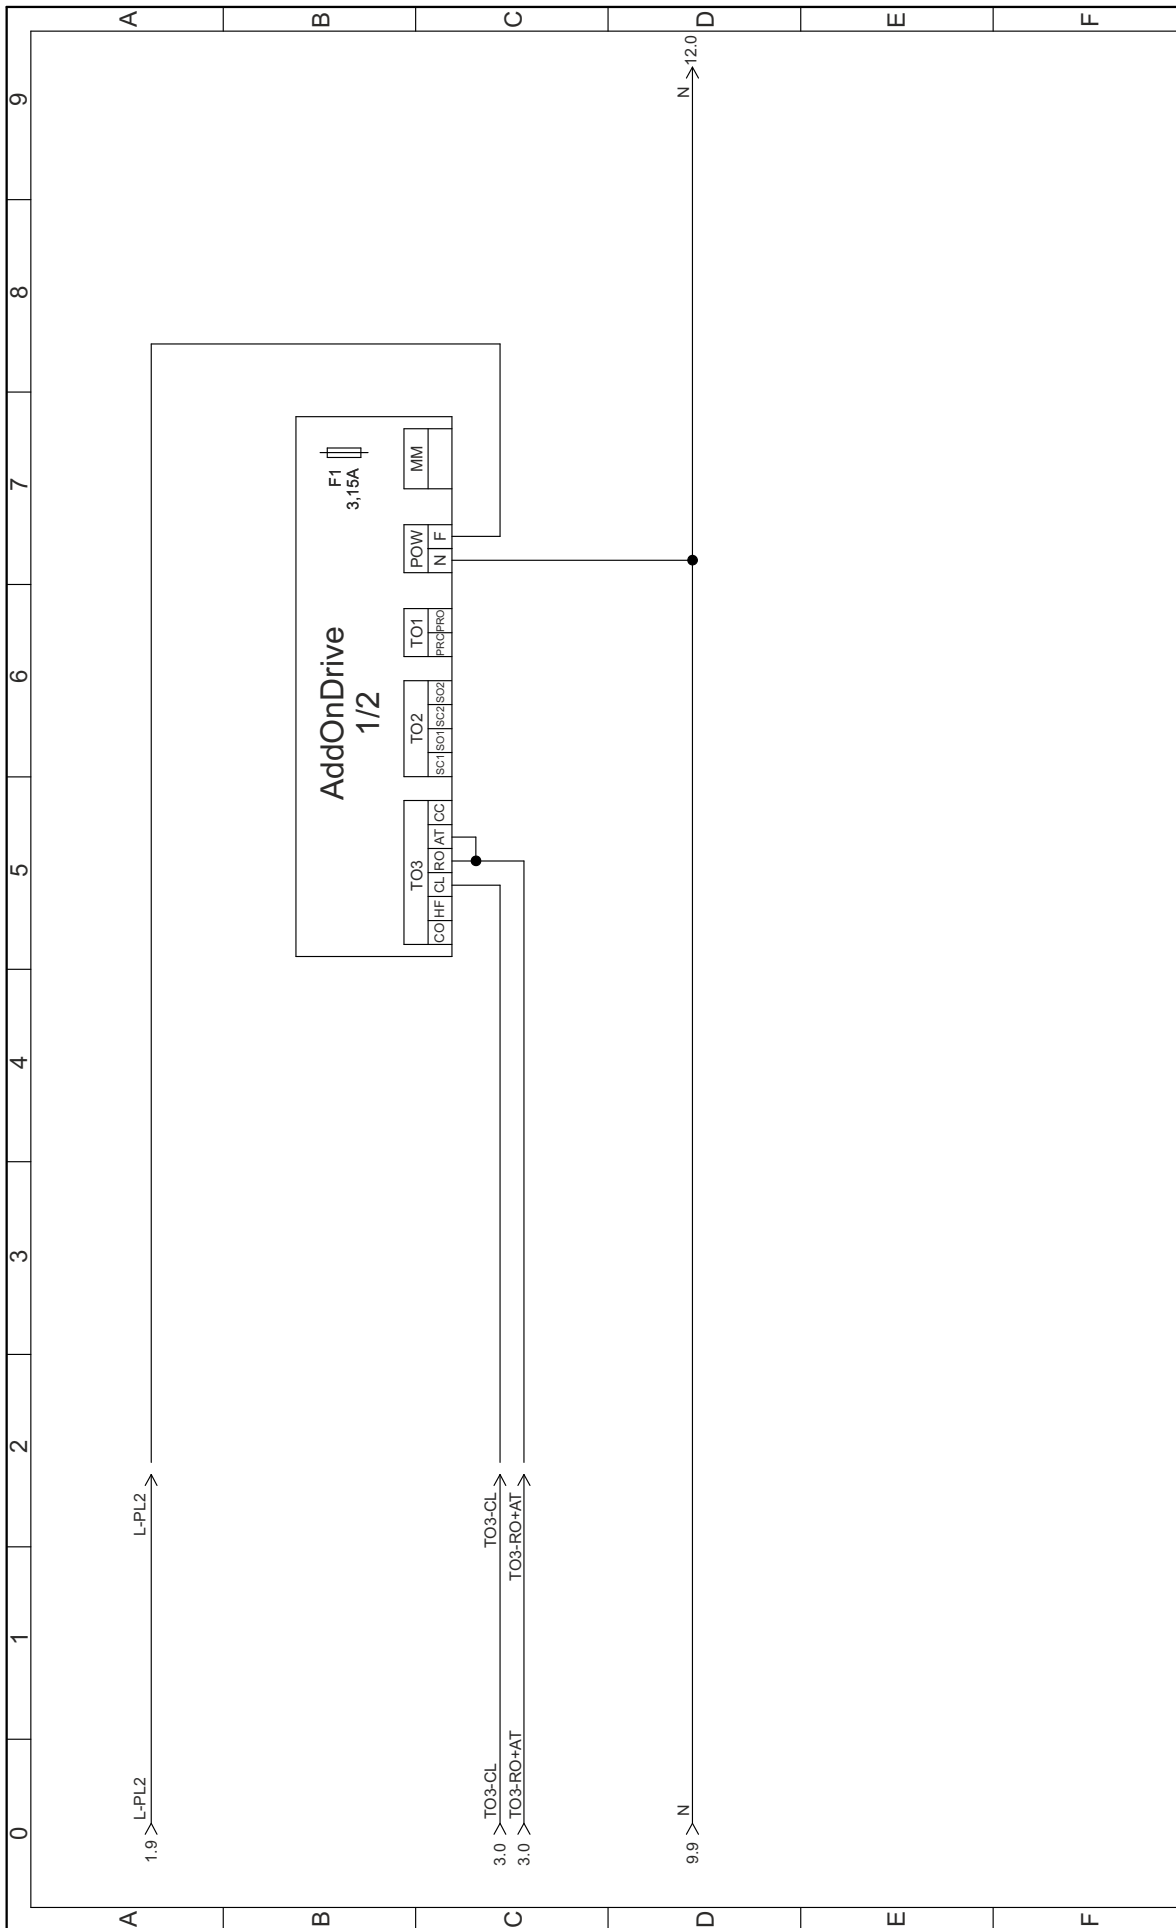 0 1 2 3 4 5 6 7 8 9
A A
1.9 L-PL2 L-PL2
B B
AddOnDrive
1/2
F1
3,15A
TO3 TO2 TO1 POW MM
CO HF CL RO AT CC SC1 SO1 SC2 SO2 PRC PRO N F
C C
3.0 TO3-CL TO3-CL
3.0 TO3-RO+AT TO3-RO+AT
D D
9.9 N N 12.0
E E
F F